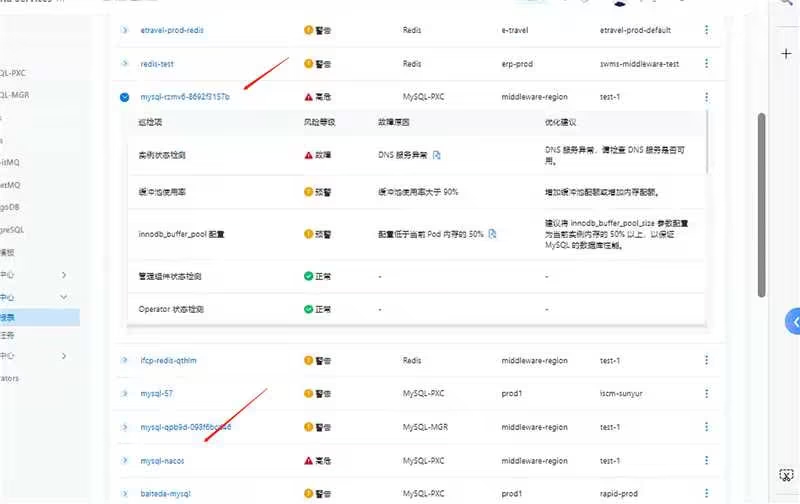 QL-PXC
QL-MGR
etMQ
goDB
greSQL
模板
中心
中心
报表
任务
中心
ators
etravel-prod-redis 警告 Redis e-travel etravel-prod-default
redis-test 警告 Redis erp-prod swms-middleware-test
mysql-rzmv6-8692f3157b 高危 MySQL-PXC middleware-region test-1
巡检项 风险等级 故障原因 优化建议
实例状态检测 故障 DNS 服务异常 DNS 服务异常，请检查 DNS 服务是否可
用。
缓冲池使用率 预警 缓冲池使用率大于 90% 增加缓冲池配额或增加内存配额。
innodb_buffer_pool 配置 预警 配置低于当前 Pod 内存的 50% 建议将 innodb_buffer_pool_size 参数配置
为当前实例内存的 50% 以上，以保证
MySQL 的数据库性能。
管理组件状态检测 正常 - -
Operator 状态检测 正常 - -
ifcp-redis-qthlm 警告 Redis middleware-region test-1
mysql-57 警告 MySQL-PXC prod1 iscm-sunyur
警告 MySQL-MGR middleware-region test-1
mysql-nacos 高危 MySQL-PXC middleware-region test-1
baiteda-mysql 警告 MySQL-PXC prod1 rapid-prod